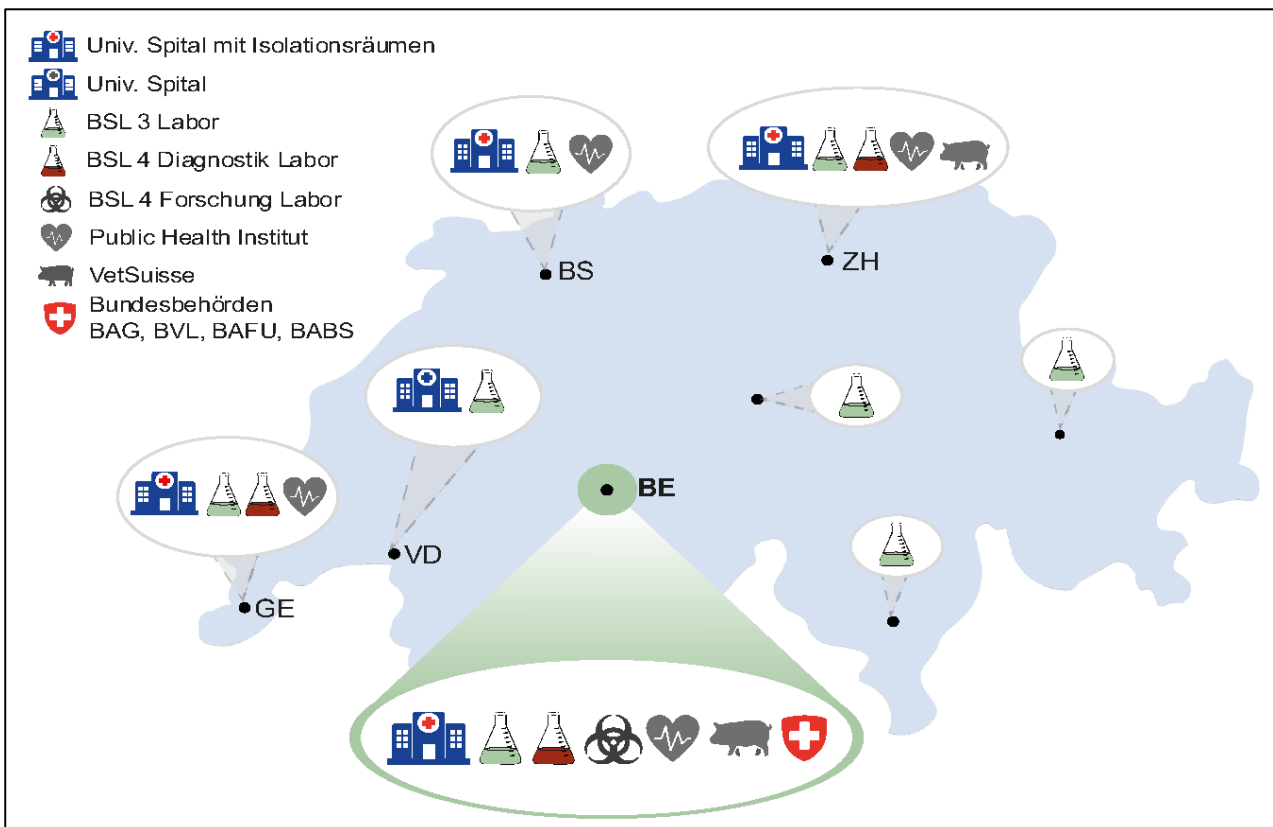 Univ. Spital mit Isolationsräumen
Univ. Spital
BSL 3 Labor
BSL 4 Diagnostik Labor
BSL 4 Forschung Labor
Public Health Institut
VetSuisse
Bundesbehörden
BAG, BVL, BAFU, BABS
BS
ZH
BE
VD
GE